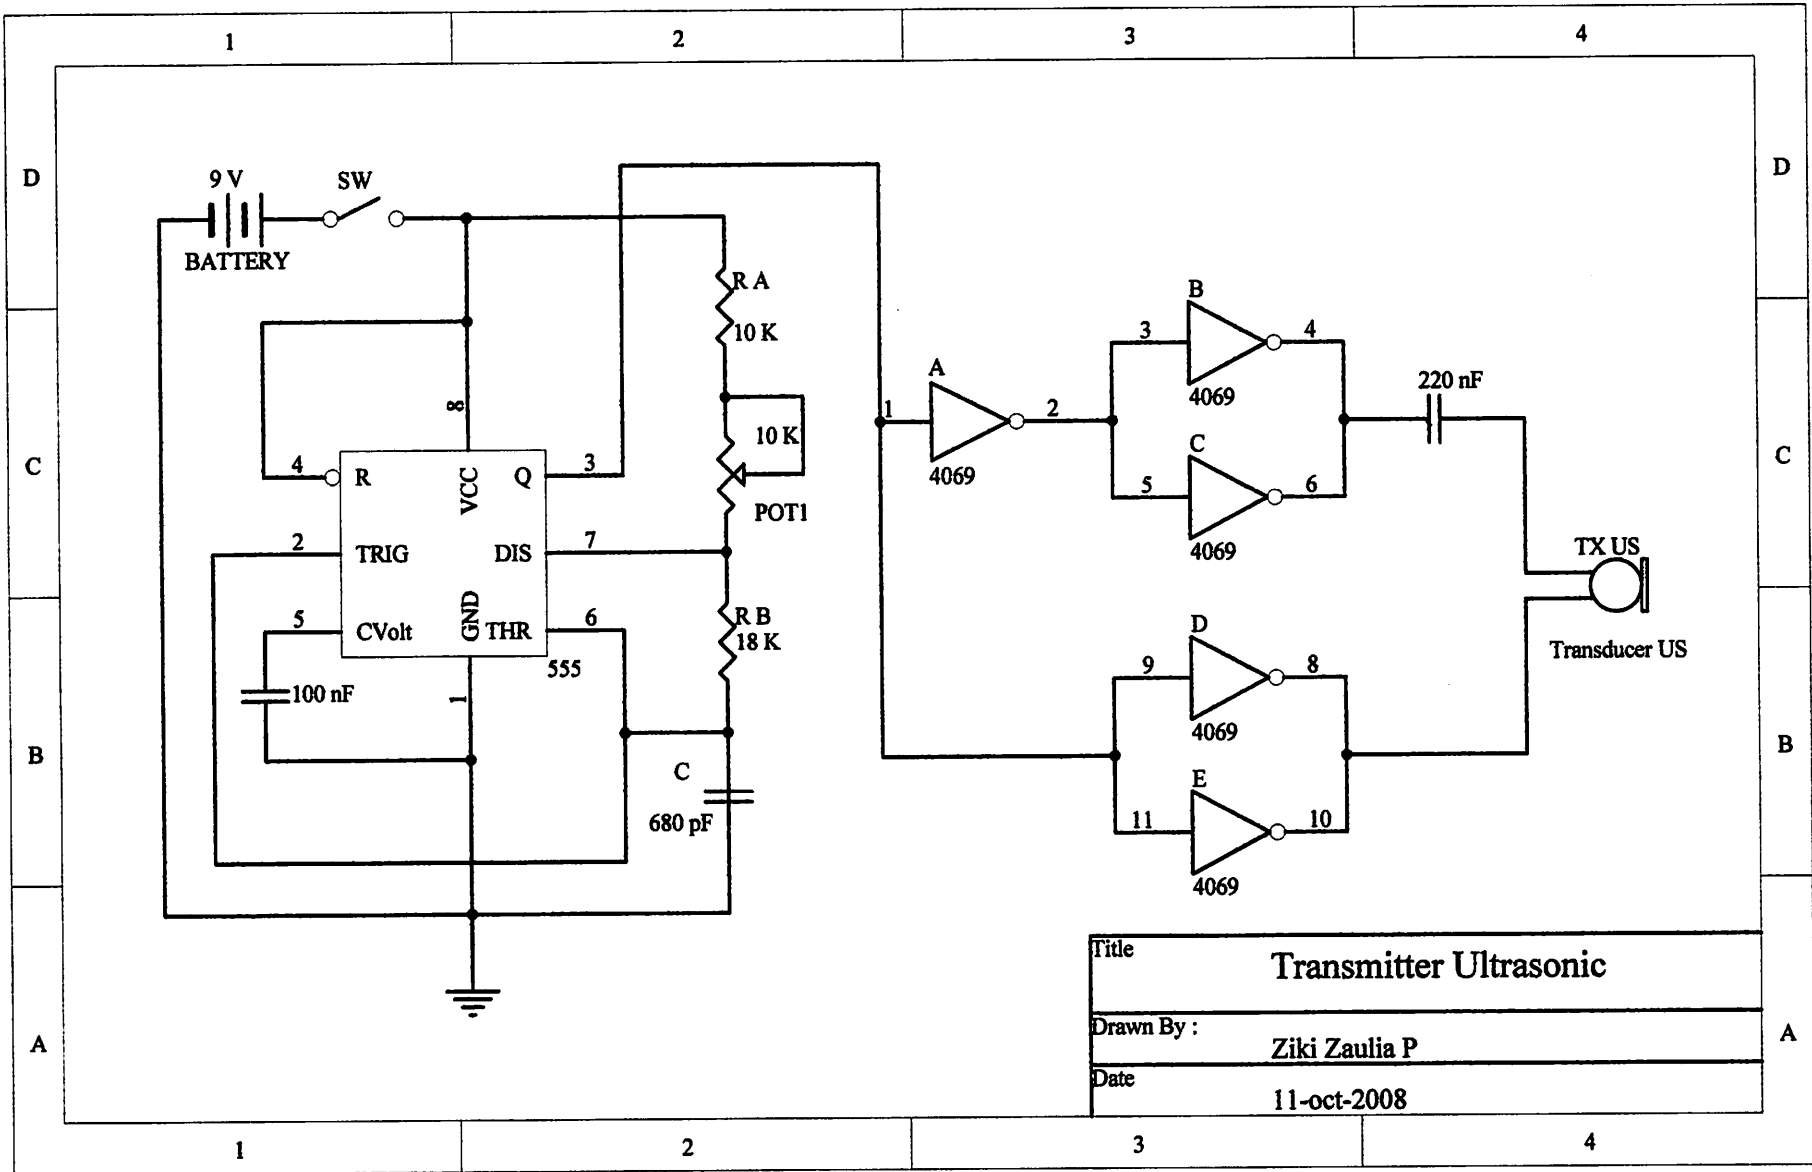 1 2 3 4
D D
9 V SW
BATTERY
R A
10 K
B
3 4
4069
220 nF
A
1 2
4069
8
10 K
POT1
C C
C
5 6
4069
4 R VCC Q 3
2 TRIG DIS 7
5 CVolt GND THR 6
555
1
100 nF
R B
18 K
TX US
Transducer US
D
9 8
4069
B B
C
680 pF
E
11 10
4069
Title
Transmitter Ultrasonic
Drawn By :
Ziki Zaulia P
Date
11-oct-2008
A A
1 2 3 4